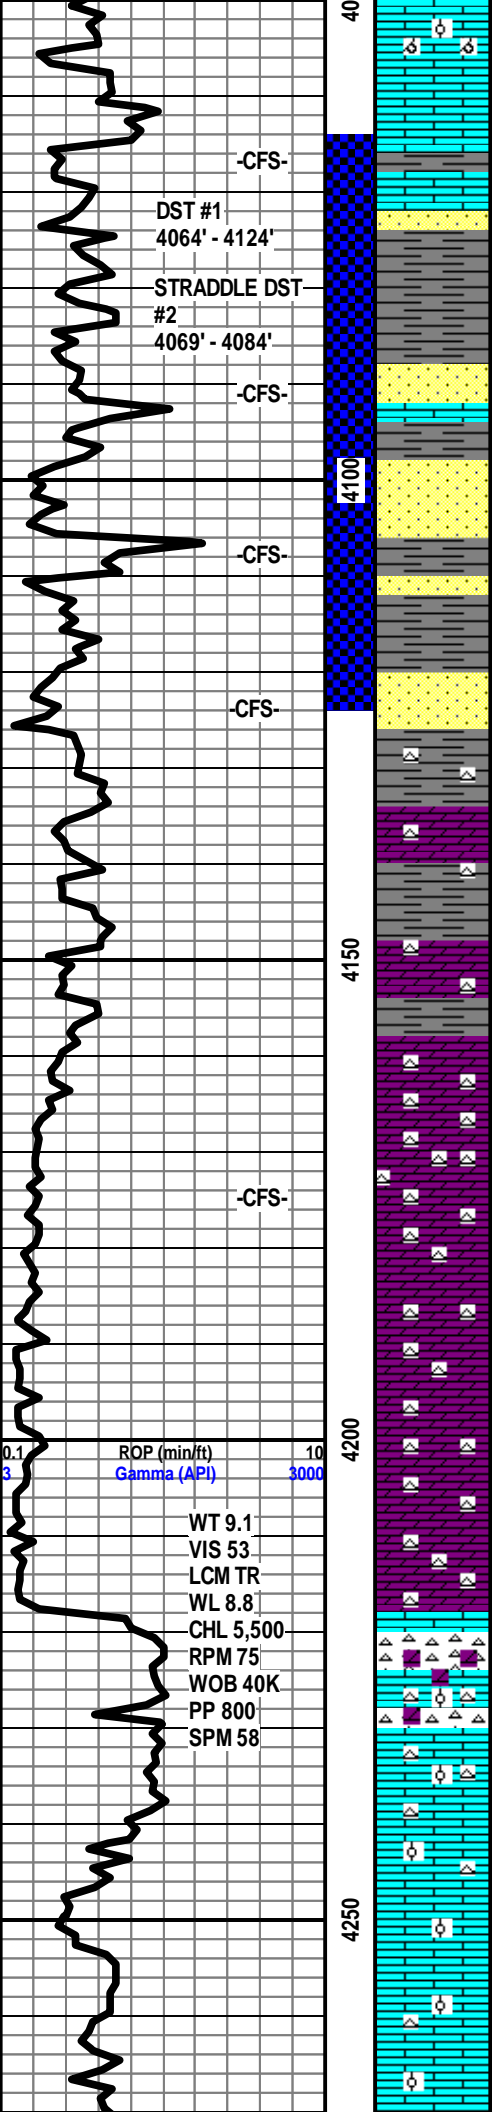 40
-CFS-
DST #1
4064' - 4124'
STRADDLE DST
#2
4069' - 4084'
-CFS-
4100
-CFS-
-CFS-
4150
-CFS-
4200
0.1 ROP (min/ft) 10
3 Gamma (API) 3000
WT 9.1
VIS 53
LCM TR
WL 8.8
CHL 5,500
RPM 75
WOB 40K
PP 800
SPM 58
4250